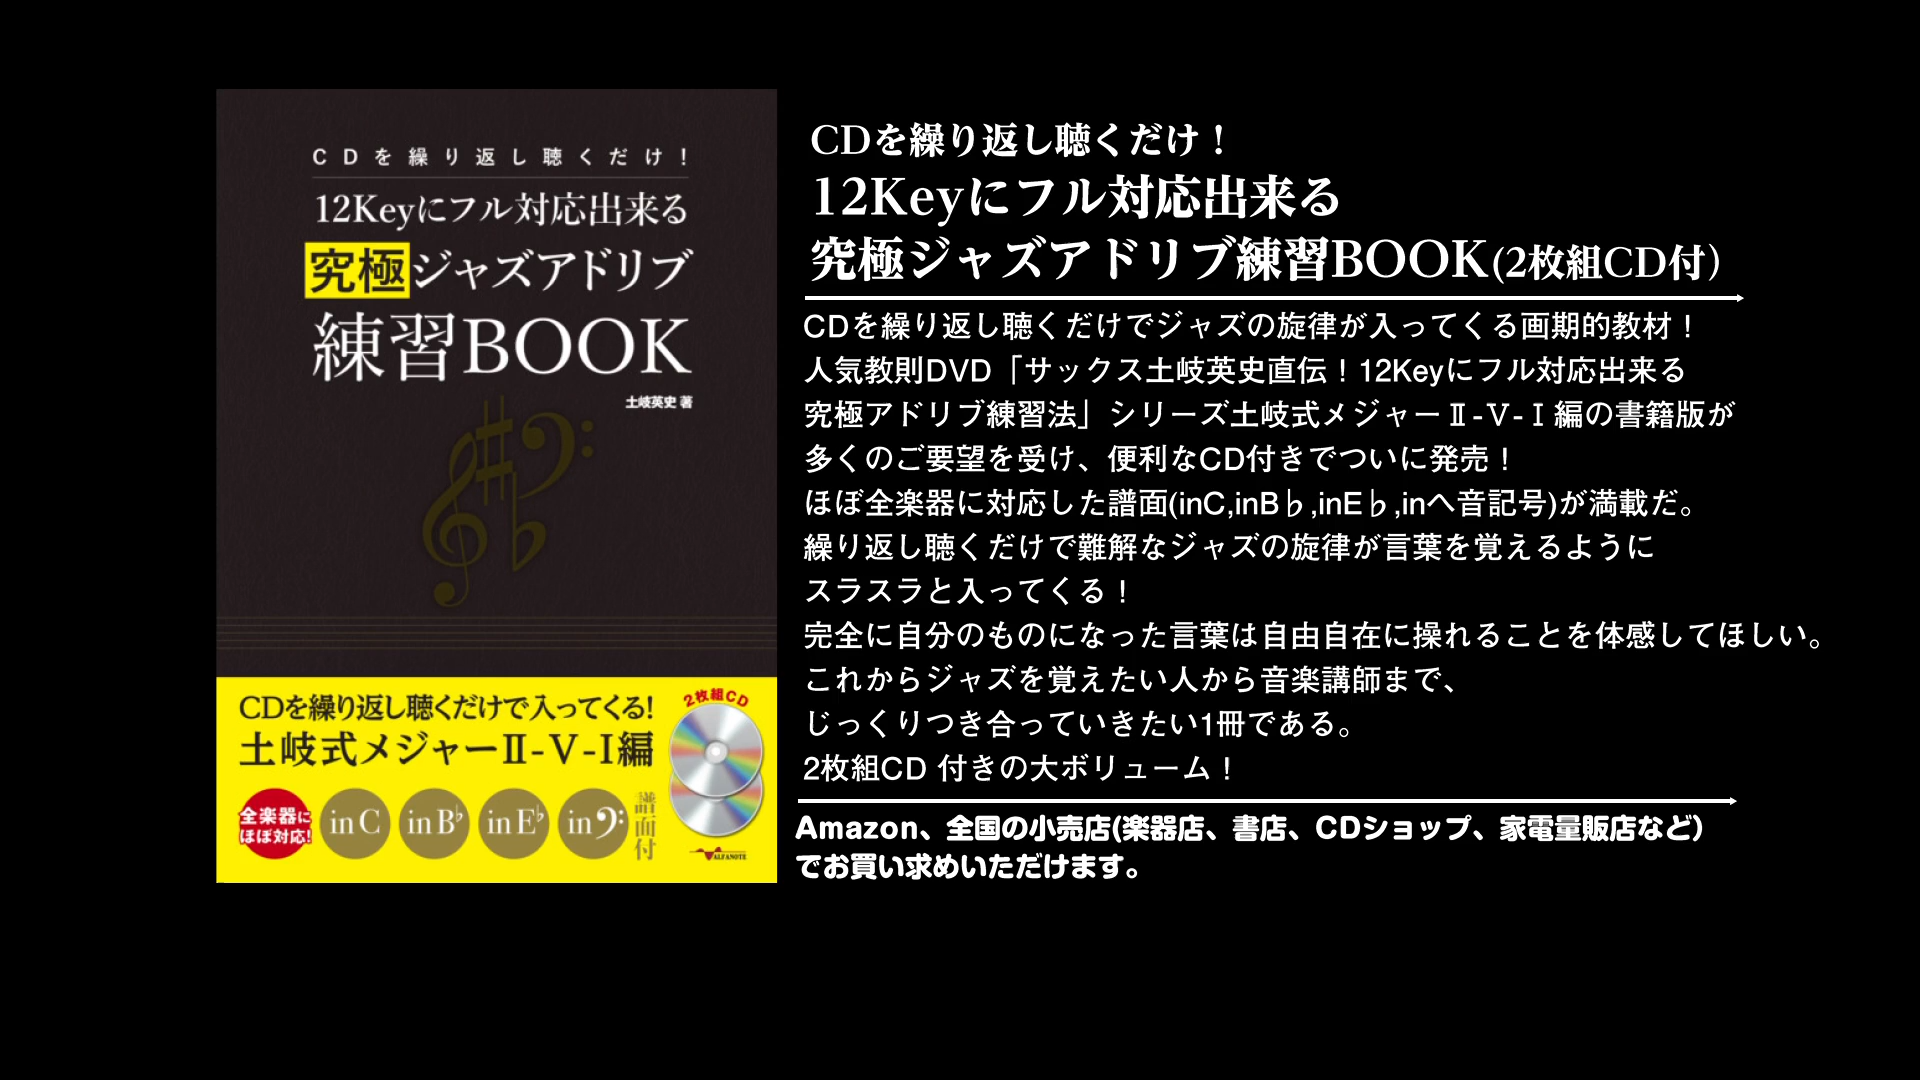 CDを繰り返し聴くだけ！
12Keyにフル対応出来る
究極ジャズアドリブ
練習BOOK
土岐英史 著
CDを繰り返し聴くだけで入ってくる！
土岐式メジャーⅡ-Ⅴ-Ⅰ編
2枚組CD
全楽器に
ほぼ対応！
in C
in B♭
in E♭
in 𝄢
譜面付
ALFANOTE
CDを繰り返し聴くだけ！
12Keyにフル対応出来る
究極ジャズアドリブ練習BOOK(2枚組CD付）
CDを繰り返し聴くだけでジャズの旋律が入ってくる画期的教材！
人気教則DVD「サックス土岐英史直伝！12Keyにフル対応出来る
究極アドリブ練習法」シリーズ土岐式メジャーⅡ-Ⅴ-Ⅰ編の書籍版が
多くのご要望を受け、便利なCD付きでついに発売！
ほぼ全楽器に対応した譜面(inC,inB♭,inE♭,inヘ音記号)が満載だ。
繰り返し聴くだけで難解なジャズの旋律が言葉を覚えるように
スラスラと入ってくる！
完全に自分のものになった言葉は自由自在に操れることを体感してほしい。
これからジャズを覚えたい人から音楽講師まで、
じっくりつき合っていきたい1冊である。
2枚組CD 付きの大ボリューム！
Amazon、全国の小売店(楽器店、書店、CDショップ、家電量販店など）
でお買い求めいただけます。